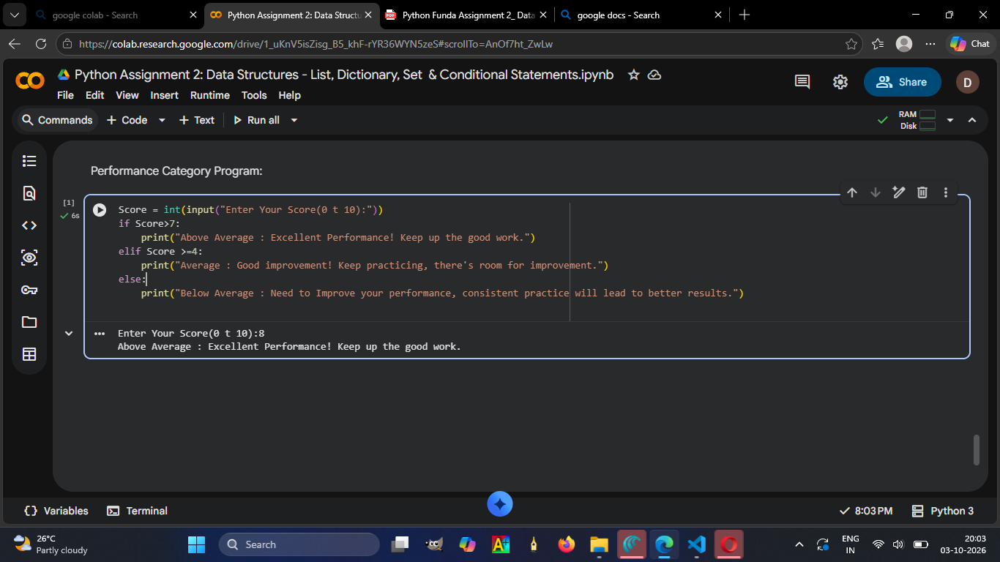 google colab - Search
Python Assignment 2: Data Structu
Python Funda Assignment 2_ Data
google docs - Search
https://colab.research.google.com/drive/1_uKnV5isZisg_B5_khF-rYR36WYN5zeS#scrollTo=AnOf7ht_ZwLw
Chat
Python Assignment 2: Data Structures - List, Dictionary, Set & Conditional Statements.ipynb
File Edit View Insert Runtime Tools Help
Share
D
Commands + Code + Text Run all
RAM
Disk
Performance Category Program:
[1]
6s
Score = int(input("Enter Your Score(0 t 10):"))
if Score>7:
    print("Above Average : Excellent Performance! Keep up the good work.")
elif Score >=4:
    print("Average : Good improvement! Keep practicing, there's room for improvement.")
else:
    print("Below Average : Need to Improve your performance, consistent practice will lead to better results.")
Enter Your Score(0 t 10):8
Above Average : Excellent Performance! Keep up the good work.
{} Variables Terminal
8:03 PM Python 3
26°C
Partly cloudy
Search
ENG
IN
20:03
03-10-2026